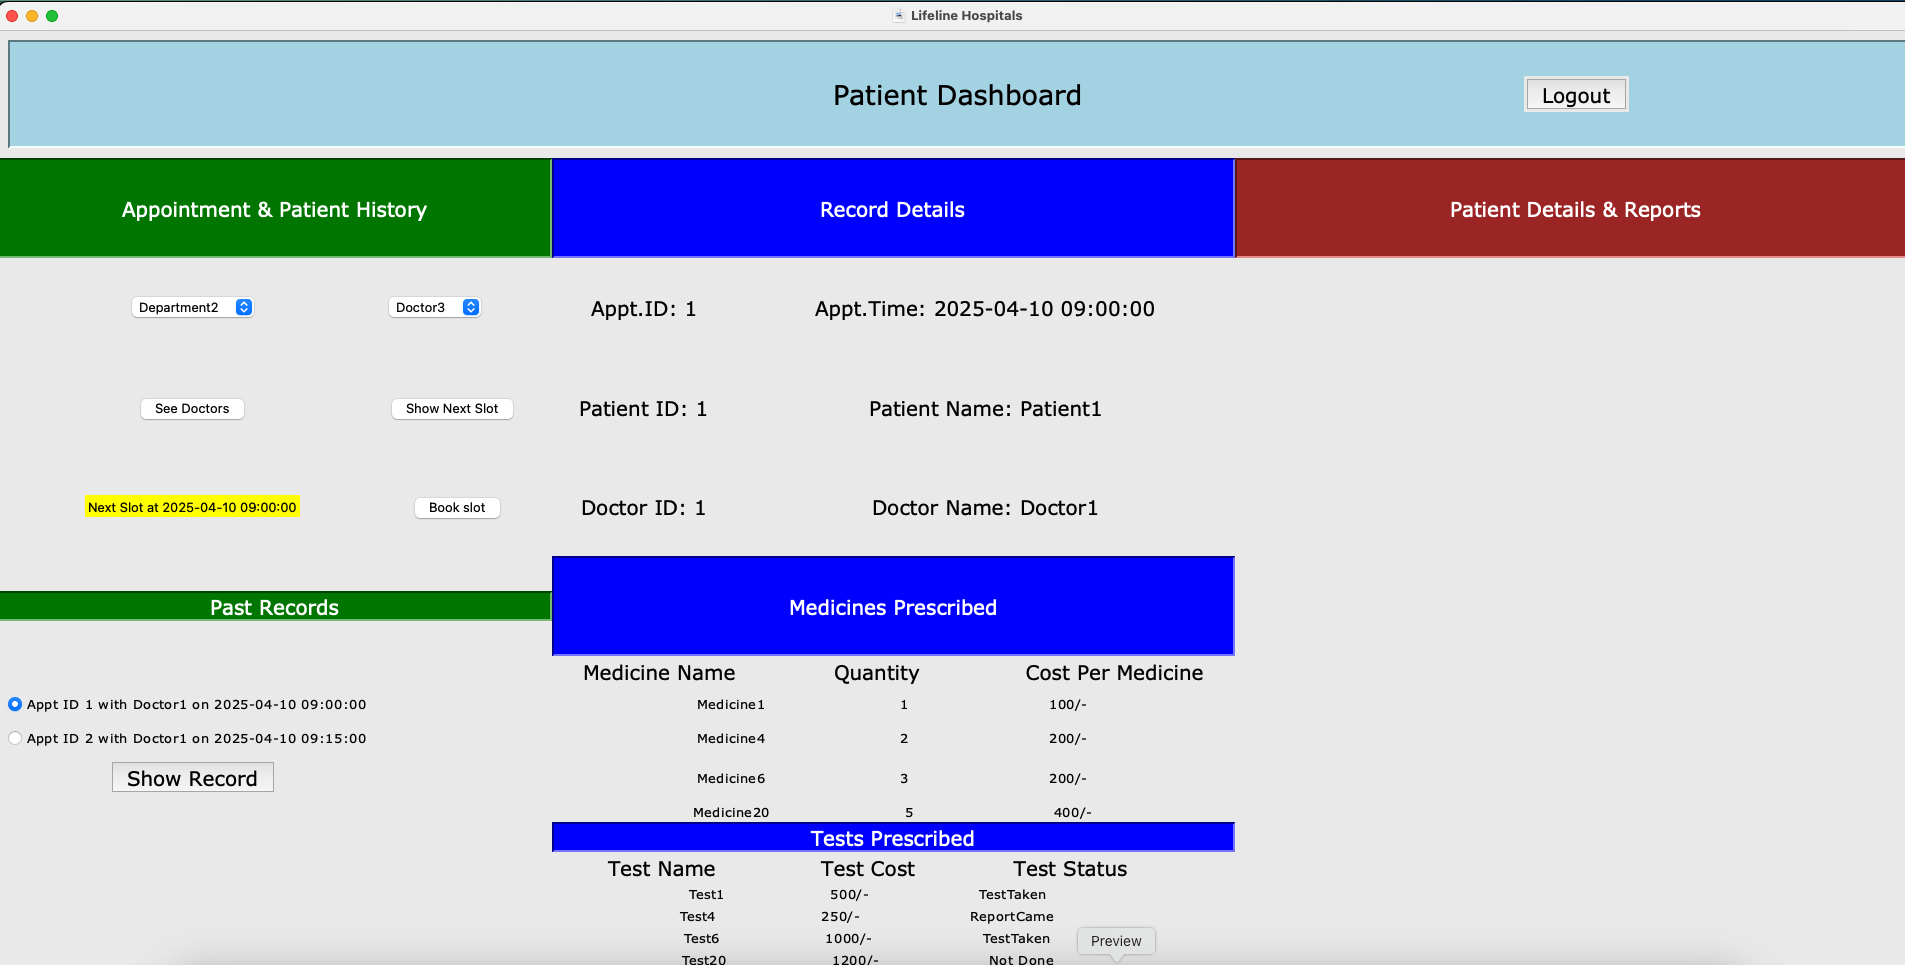 Lifeline Hospitals
Patient Dashboard
Logout
Appointment & Patient History
Record Details
Patient Details & Reports
Department2
Doctor3
See Doctors
Show Next Slot
Next Slot at 2025-04-10 09:00:00
Book slot
Past Records
Appt ID 1 with Doctor1 on 2025-04-10 09:00:00
Appt ID 2 with Doctor1 on 2025-04-10 09:15:00
Show Record
Appt.ID: 1
Appt.Time: 2025-04-10 09:00:00
Patient ID: 1
Patient Name: Patient1
Doctor ID: 1
Doctor Name: Doctor1
Medicines Prescribed
Medicine Name Quantity Cost Per Medicine
Medicine1 1 100/-
Medicine4 2 200/-
Medicine6 3 200/-
Medicine20 5 400/-
Tests Prescribed
Test Name Test Cost Test Status
Test1 500/- TestTaken
Test4 250/- ReportCame
Test6 1000/- TestTaken
Test20 1200/- Not Done
Preview